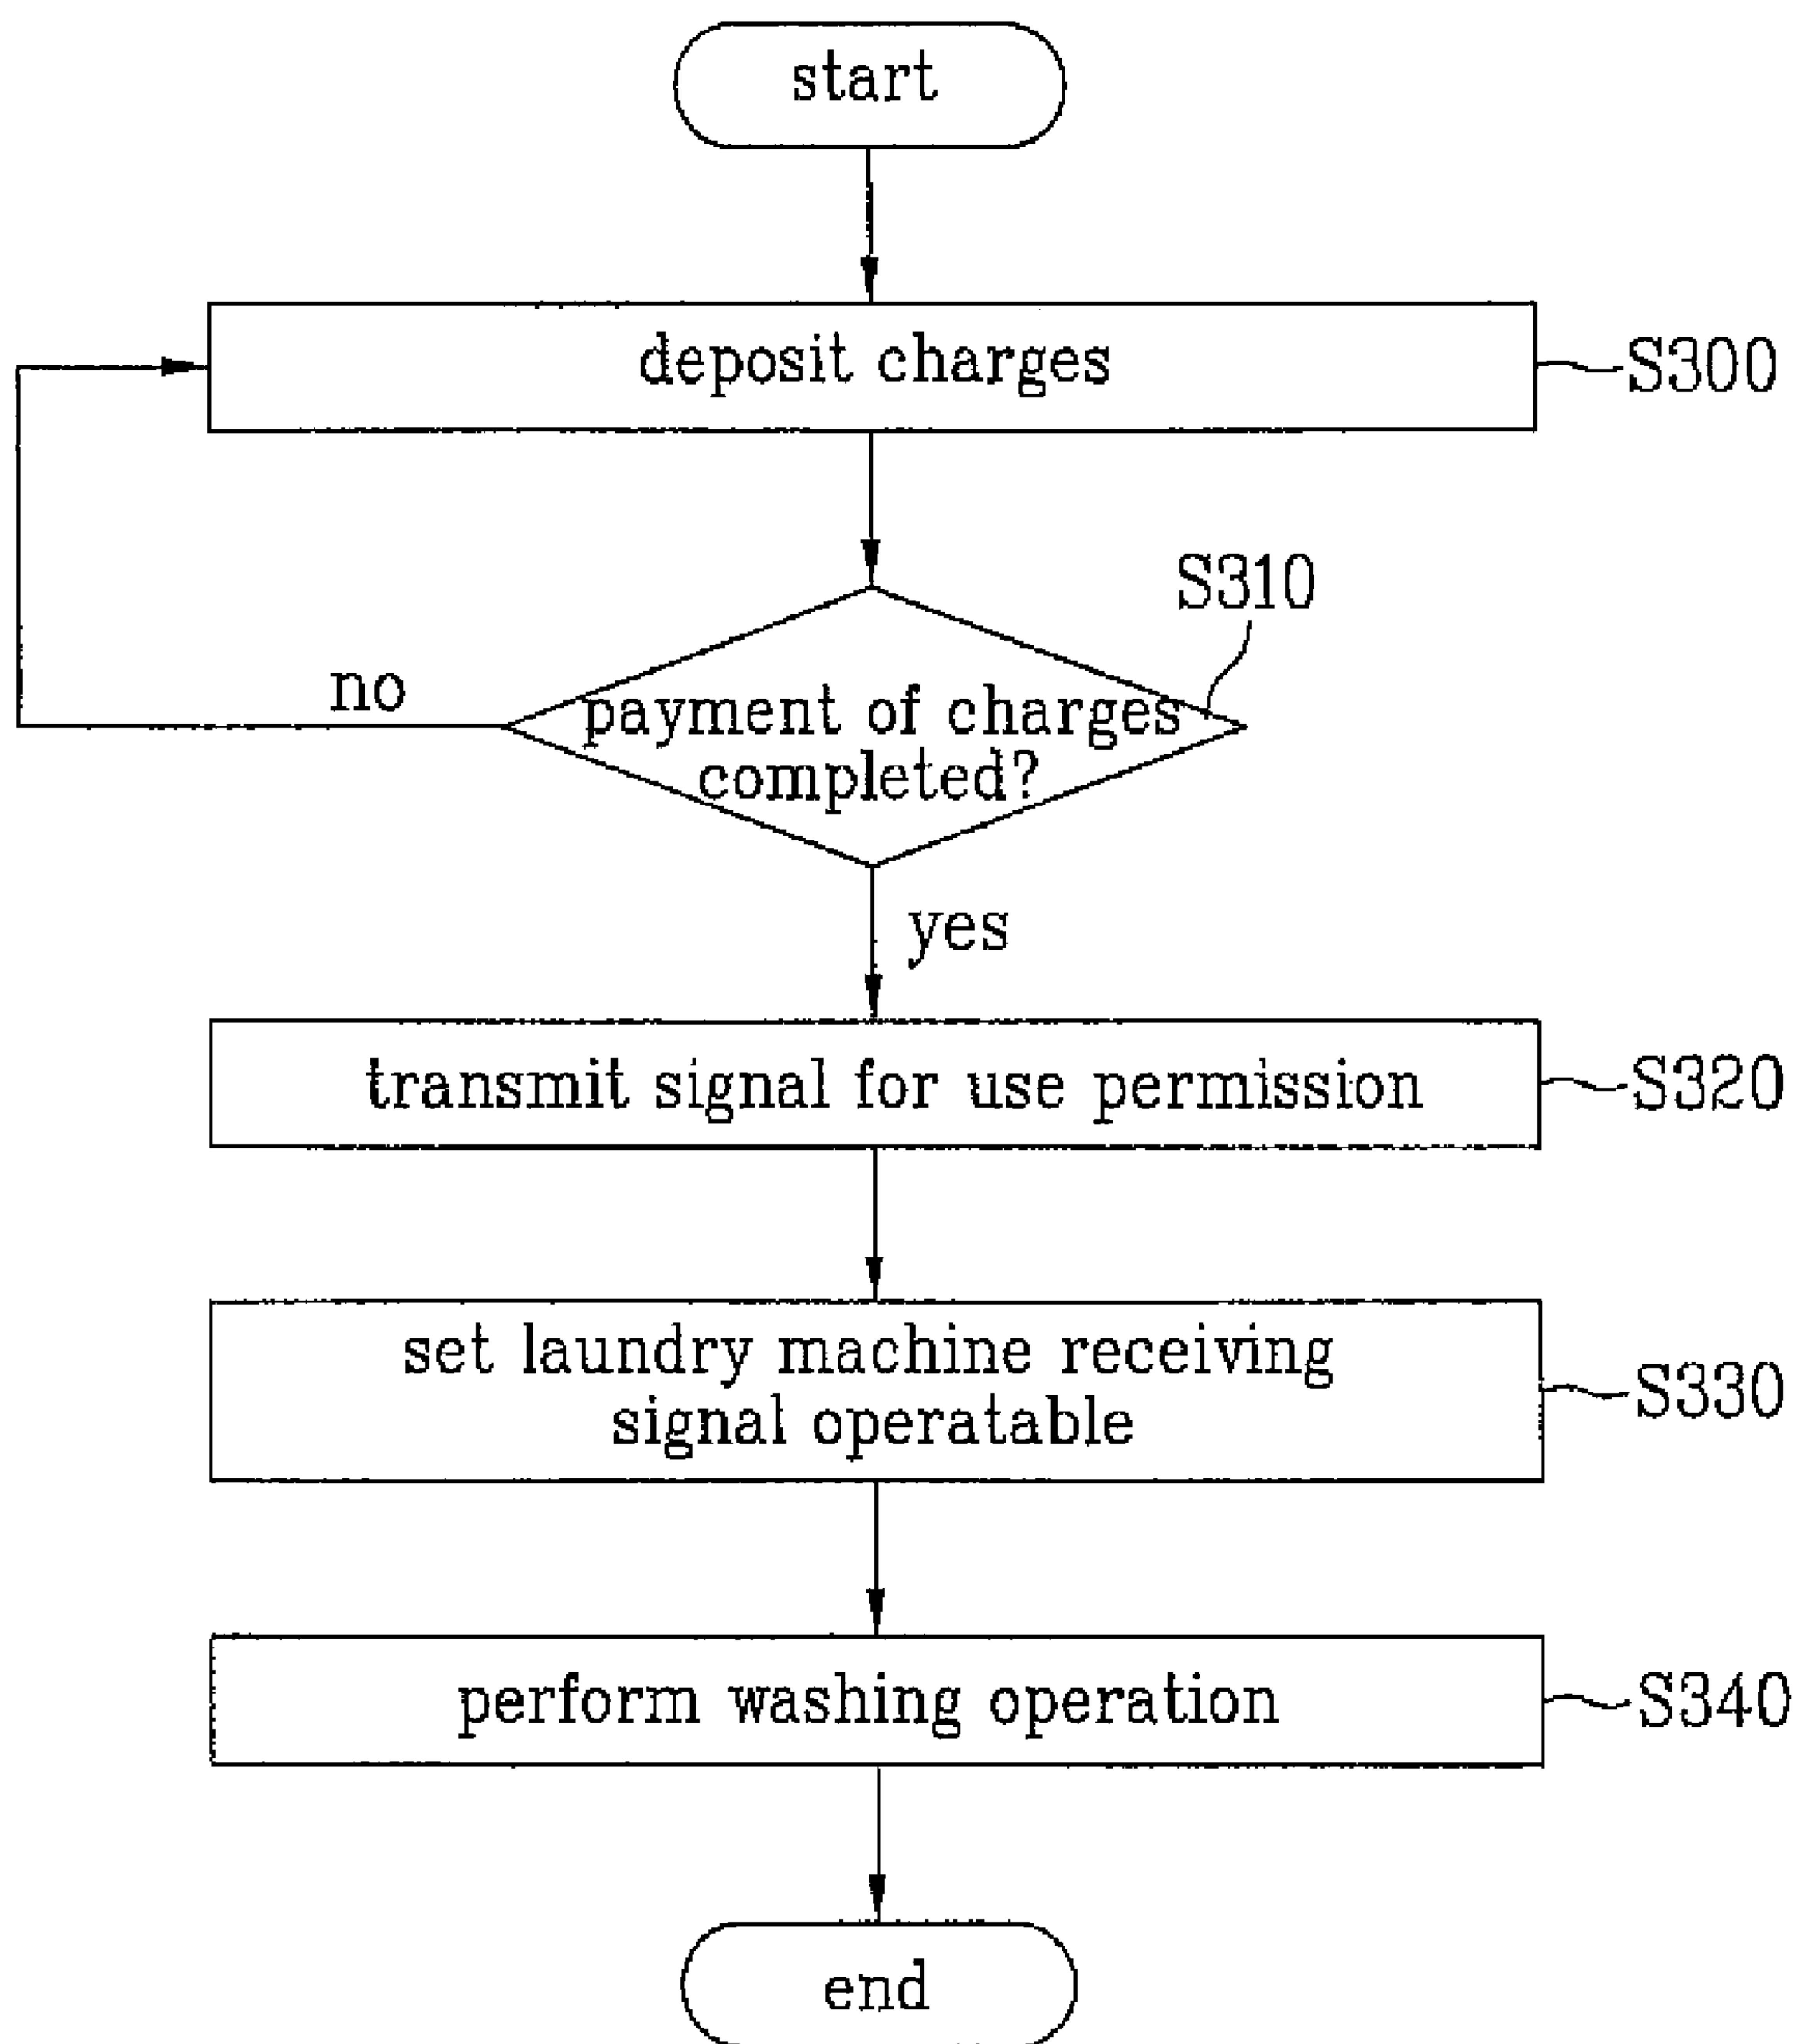 start
deposit charges
S300
S310
no
payment of charges
completed?
yes
transmit signal for use permission
S320
set laundry machine receiving
signal operatable
S330
perform washing operation
S340
end